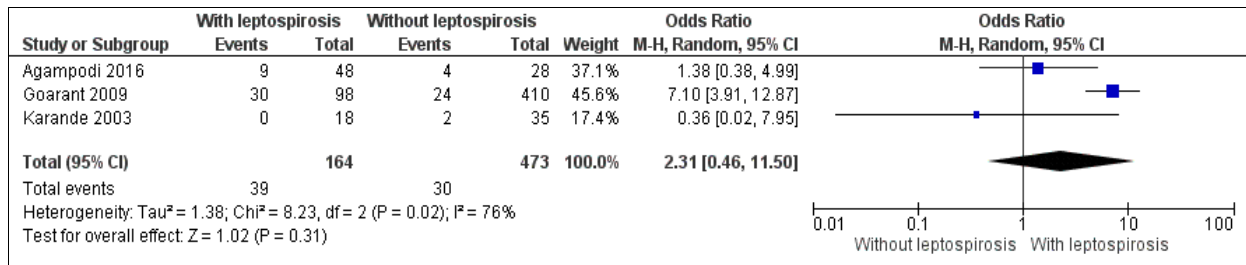 With leptospirosis Without leptospirosis Odds Ratio Odds Ratio
Study or Subgroup Events Total Events Total Weight M-H, Random, 95% CI M-H, Random, 95% CI
Agampodi 2016 9 48 4 28 37.1% 1.38 [0.38, 4.99]
Goarant 2009 30 98 24 410 45.6% 7.10 [3.91, 12.87]
Karande 2003 0 18 2 35 17.4% 0.36 [0.02, 7.95]
Total (95% CI) 164 473 100.0% 2.31 [0.46, 11.50]
Total events 39 30
Heterogeneity: Tau² = 1.38; Chi² = 8.23, df = 2 (P = 0.02); I² = 76%
Test for overall effect: Z = 1.02 (P = 0.31)
0.01 0.1 1 10 100
Without leptospirosis With leptospirosis